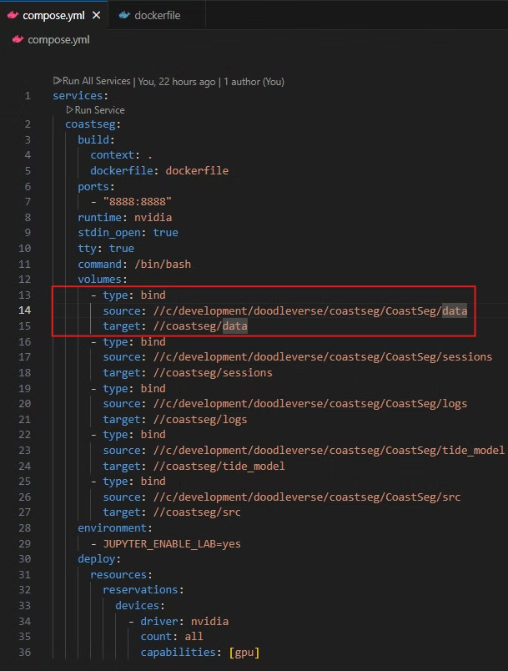 compose.yml ✕ dockerfile
compose.yml
▷Run All Services | You, 22 hours ago | 1 author (You)
1 services:
▷Run Service
2 coastseg:
3 build:
4 context: .
5 dockerfile: dockerfile
6 ports:
7 - "8888:8888"
8 runtime: nvidia
9 stdin_open: true
10 tty: true
11 command: /bin/bash
12 volumes:
13 - type: bind
14 source: //c/development/doodleverse/coastseg/CoastSeg/data
15 target: //coastseg/data
16 - type: bind
17 source: //c/development/doodleverse/coastseg/CoastSeg/sessions
18 target: //coastseg/sessions
19 - type: bind
20 source: //c/development/doodleverse/coastseg/CoastSeg/logs
21 target: //coastseg/logs
22 - type: bind
23 source: //c/development/doodleverse/coastseg/CoastSeg/tide_model
24 target: //coastseg/tide_model
25 - type: bind
26 source: //c/development/doodleverse/coastseg/CoastSeg/src
27 target: //coastseg/src
28 environment:
29 - JUPYTER_ENABLE_LAB=yes
30 deploy:
31 resources:
32 reservations:
33 devices:
34 - driver: nvidia
35 count: all
36 capabilities: [gpu]